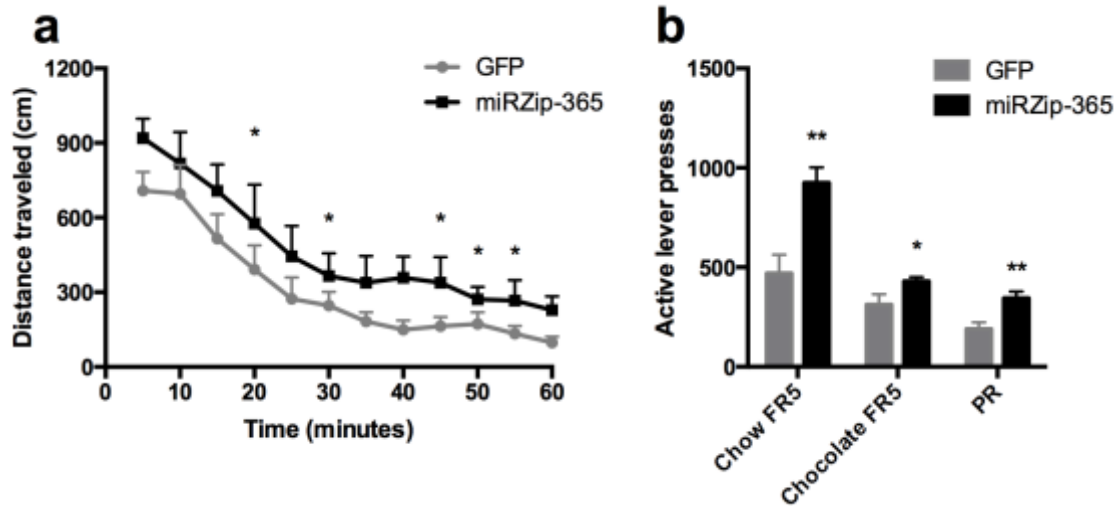 a
GFP
miRZip-365
Distance traveled (cm)
1200
900
600
300
0
*
*
*
*
*
0
10
20
30
40
50
60
Time (minutes)
b
GFP
miRZip-365
Active lever presses
1500
1000
500
0
**
*
**
Chow FR5
Chocolate FR5
PR